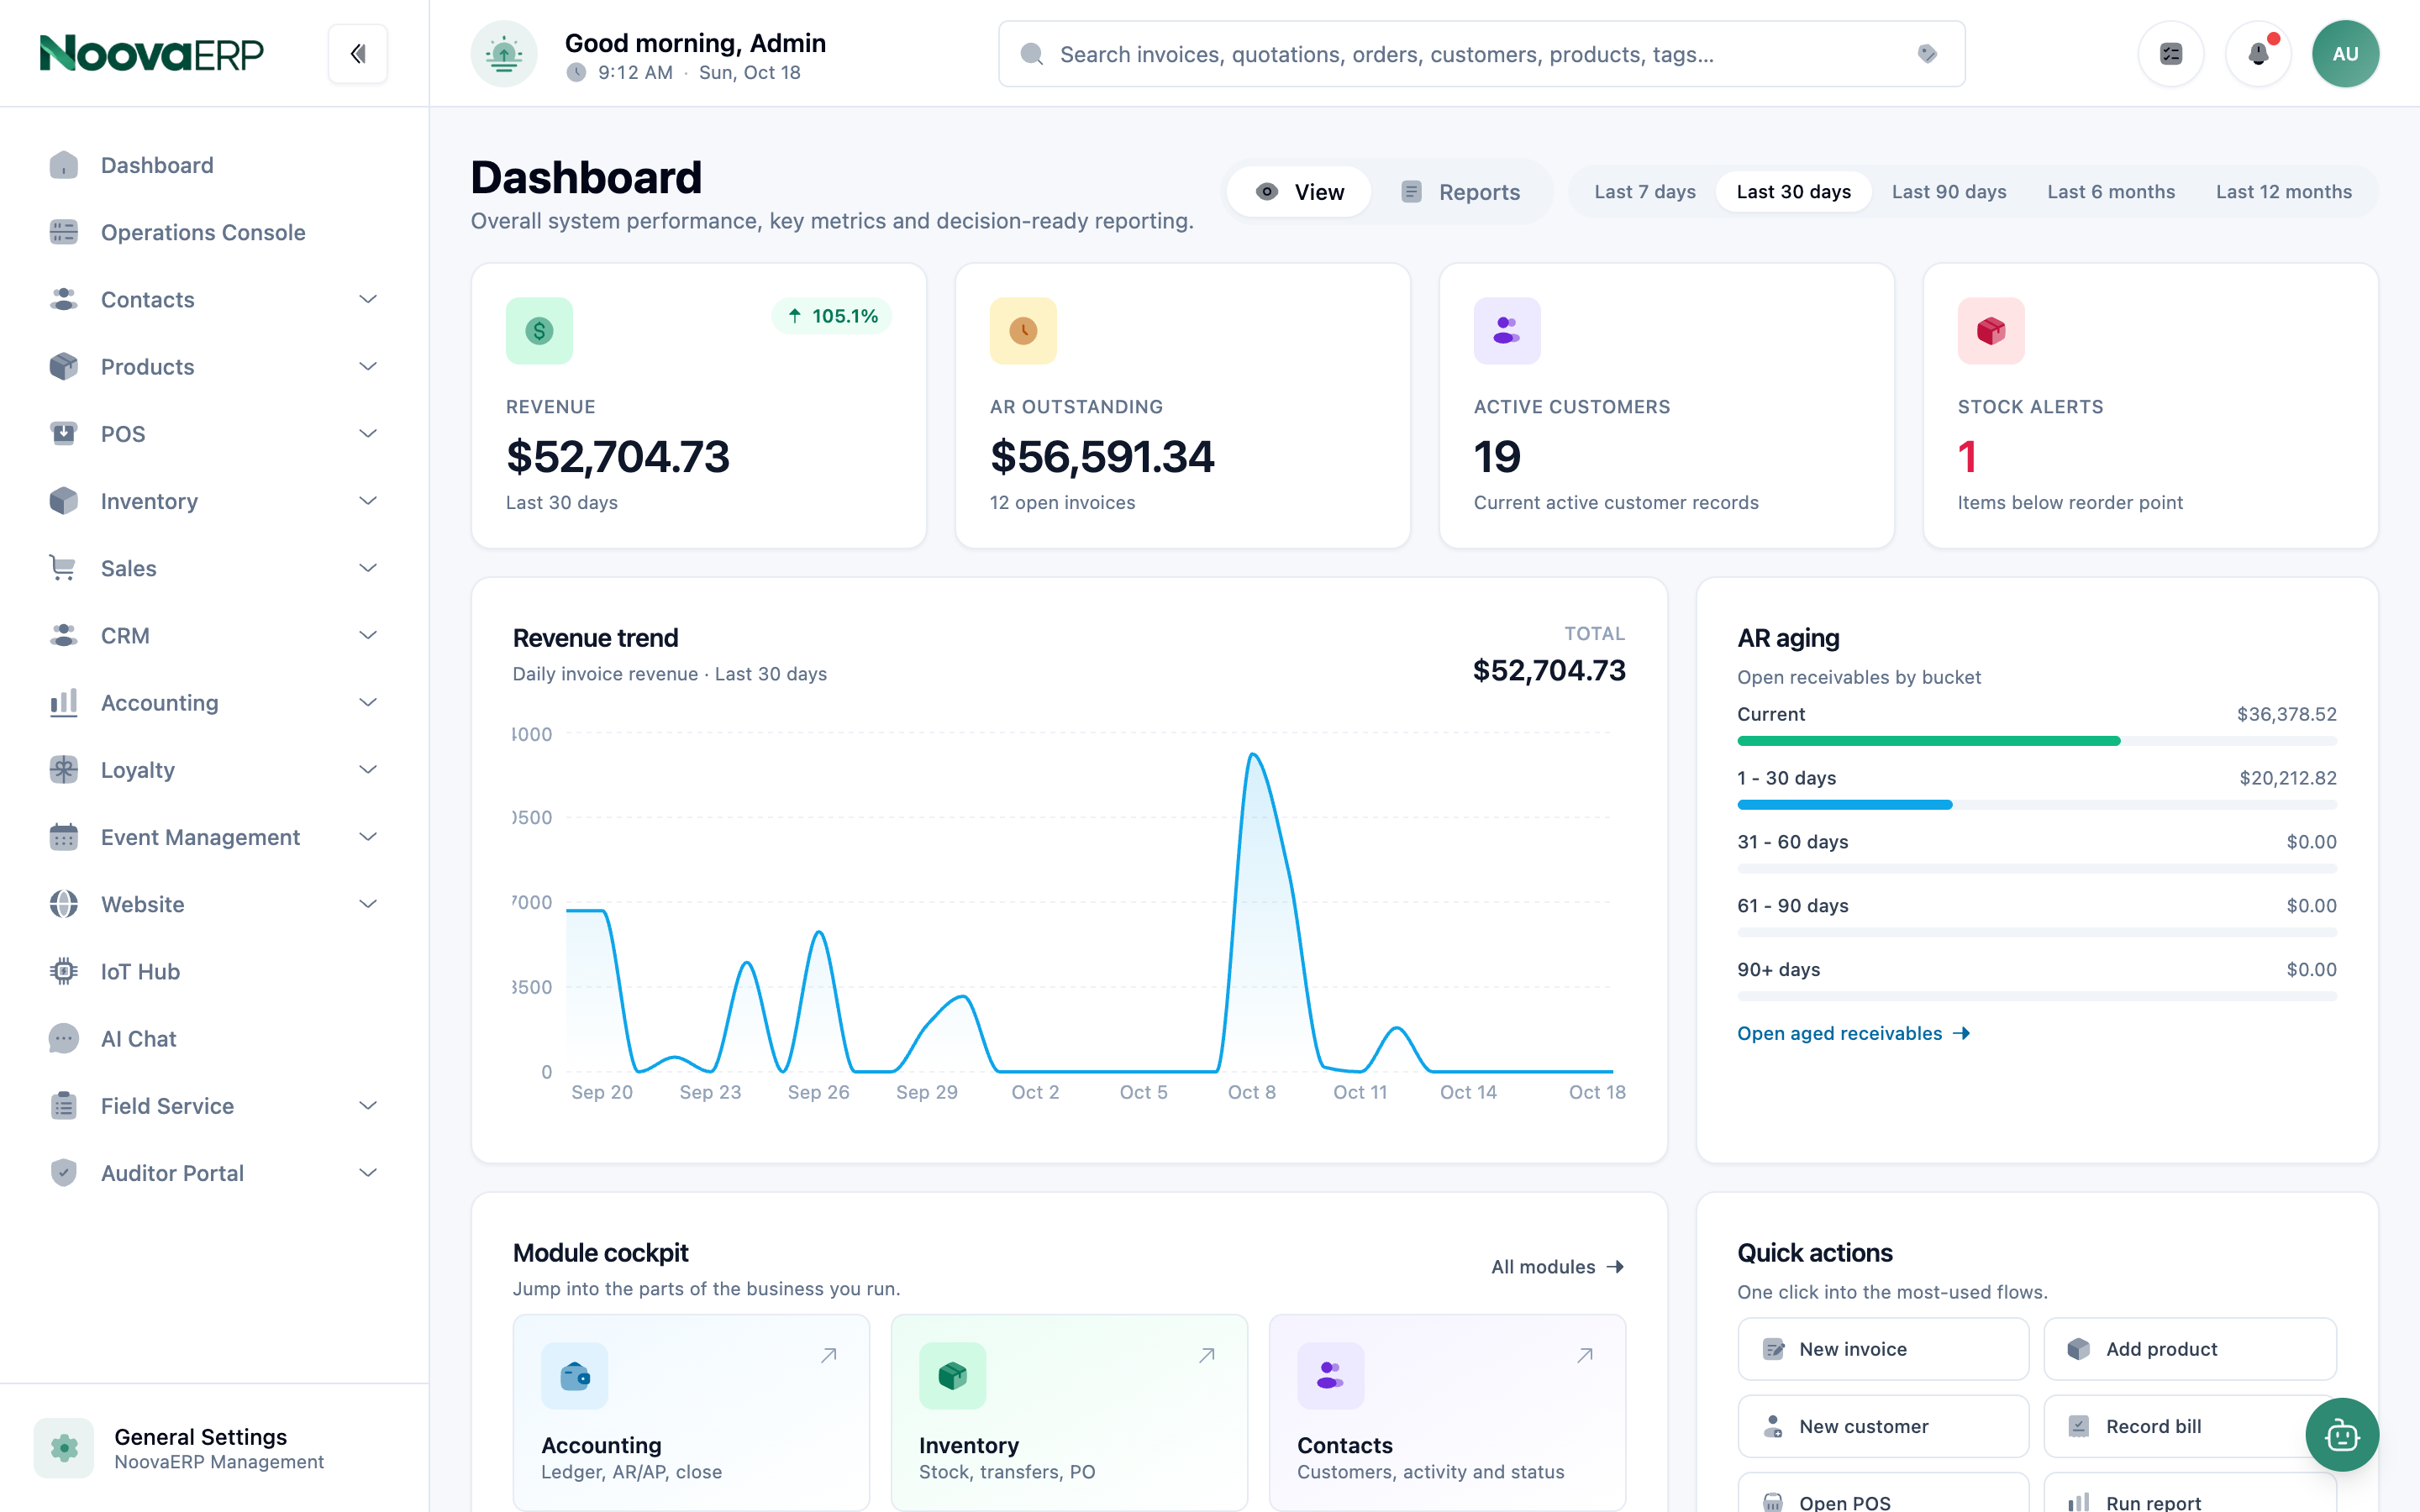 NoovaERP
Good morning, Admin
9:12 AM · Sun, Oct 18
Search invoices, quotations, orders, customers, products, tags...
AU
Dashboard
Operations Console
Contacts
Products
POS
Inventory
Sales
CRM
Accounting
Loyalty
Event Management
Website
IoT Hub
AI Chat
Field Service
Auditor Portal
General Settings
NoovaERP Management
Dashboard
Overall system performance, key metrics and decision-ready reporting.
View
Reports
Last 7 days
Last 30 days
Last 90 days
Last 6 months
Last 12 months
105.1%
REVENUE
$52,704.73
Last 30 days
AR OUTSTANDING
$56,591.34
12 open invoices
ACTIVE CUSTOMERS
19
Current active customer records
STOCK ALERTS
1
Items below reorder point
Revenue trend
Daily invoice revenue · Last 30 days
TOTAL
$52,704.73
000
500
7000
3500
0
Sep 20 Sep 23 Sep 26 Sep 29 Oct 2 Oct 5 Oct 8 Oct 11 Oct 14 Oct 18
AR aging
Open receivables by bucket
Current $36,378.52
1 - 30 days $20,212.82
31 - 60 days $0.00
61 - 90 days $0.00
90+ days $0.00
Open aged receivables
Module cockpit
Jump into the parts of the business you run.
All modules
Accounting
Ledger, AR/AP, close
Inventory
Stock, transfers, PO
Contacts
Customers, activity and status
Quick actions
One click into the most-used flows.
New invoice
Add product
New customer
Record bill
Open POS
Run report